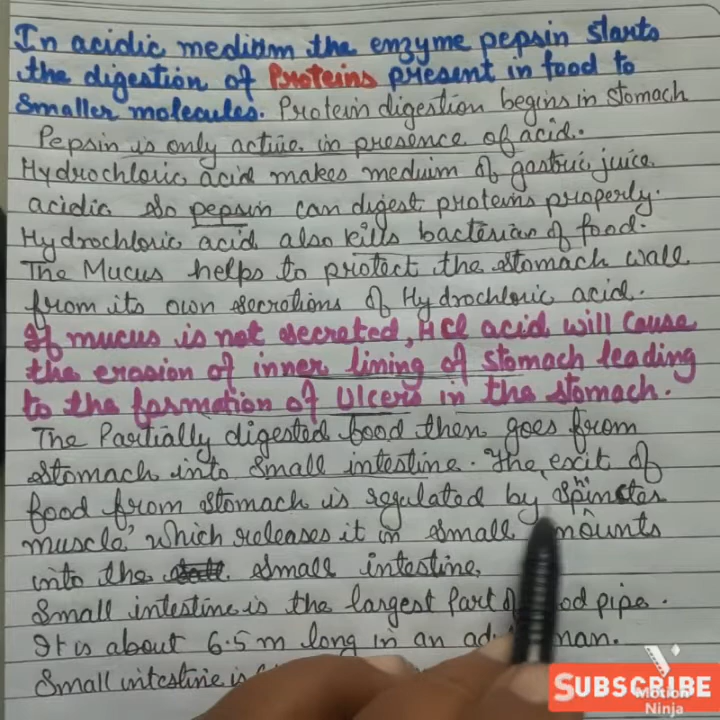 In acidic medium the enzyme pepsin starts
the digestion of Proteins present in food to
smaller molecules. Protein digestion begins in stomach
Pepsin is only active in presence of acid.
Hydrochloric acid makes medium of gastric juice
acidic so pepsin can digest proteins properly.
Hydrochloric acid also kills bacterias of food.
The Mucus helps to protect the stomach wall
from its own secretions of Hydrochloric acid.
If mucus is not secreted, HCl acid will cause
the erosion of inner lining of stomach leading
to the formation of Ulcers in the stomach.
The Partially digested food then goes from
stomach into small intestine. The exit of
food from stomach is regulated by
muscle' which releases it in small mounts
into the small intestine.
Small intestine is the largest part of
od pipe.
It is about 6.5 m long in an ad man.
Small intestine is
SUBSCRIBE
Motion
Ninja